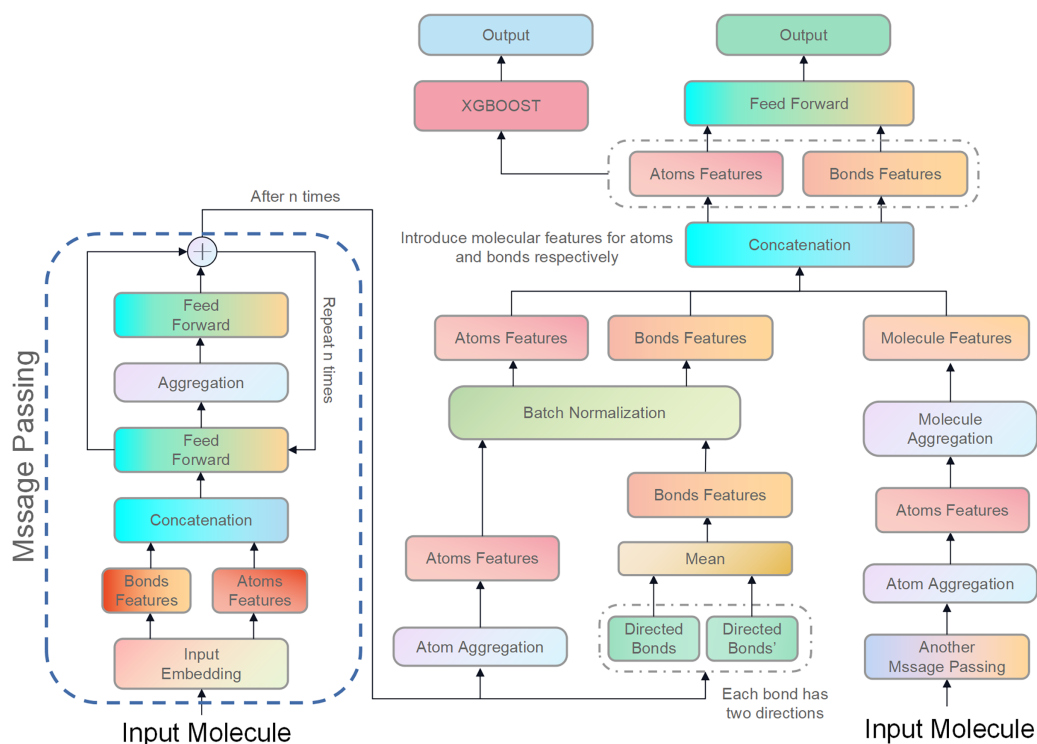 Output
Output
XGBOOST
Feed Forward
Atoms Features
Bonds Features
After n times
Introduce molecular features for atoms
and bonds respectively
Concatenation
Mssage Passing
Feed
Forward
Repeat n times
Aggregation
Feed
Forward
Concatenation
Bonds
Features
Atoms
Features
Input
Embedding
Input Molecule
Atoms Features
Bonds Features
Batch Normalization
Bonds Features
Atoms Features
Mean
Atom Aggregation
Directed
Bonds
Directed
Bonds’
Each bond has
two directions
Molecule Features
Molecule
Aggregation
Atoms Features
Atom Aggregation
Another
Mssage Passing
Input Molecule